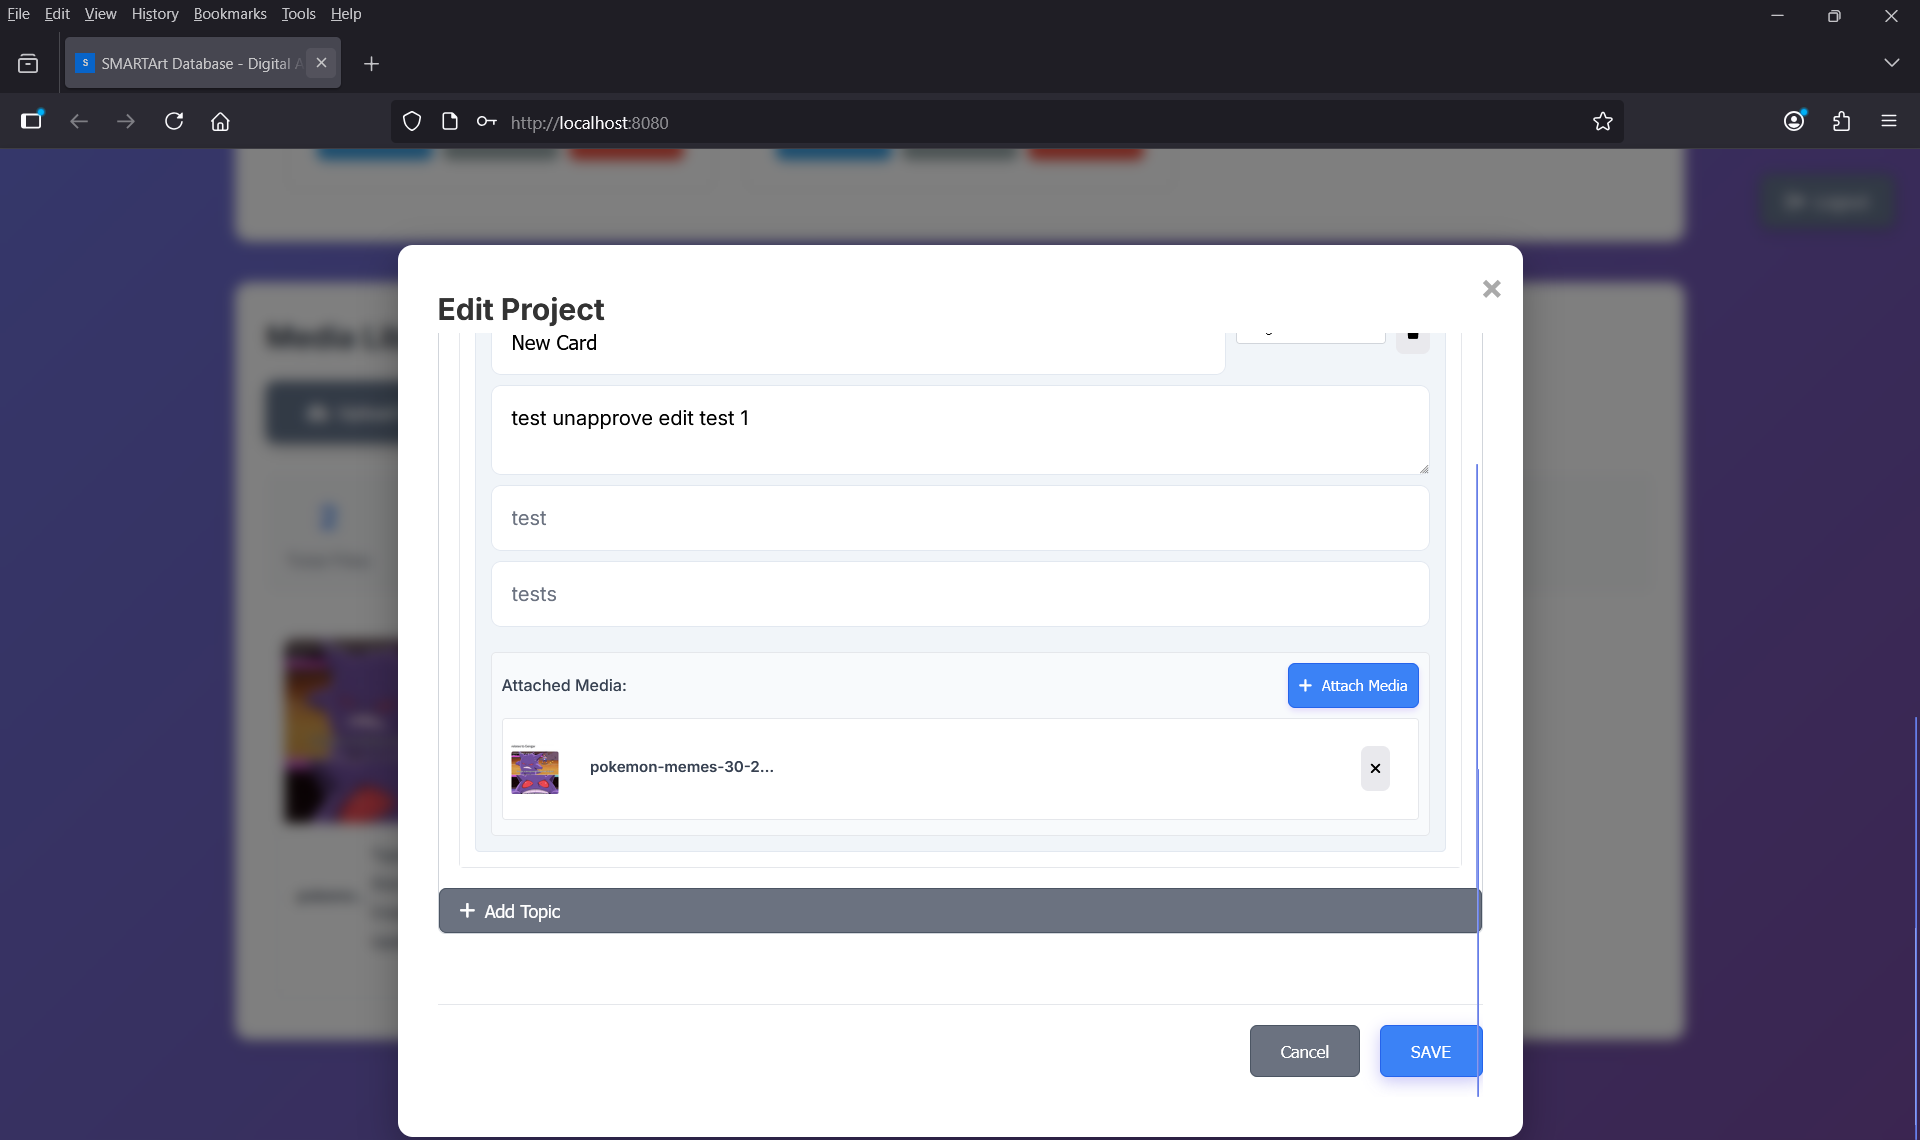 File Edit View History Bookmarks Tools Help
S SMARTArt Database - Digital A
http://localhost:8080
Edit Project
New Card
test unapprove edit test 1
test
tests
Attached Media:
+ Attach Media
pokemon-memes-30-2...
+ Add Topic
Cancel
SAVE